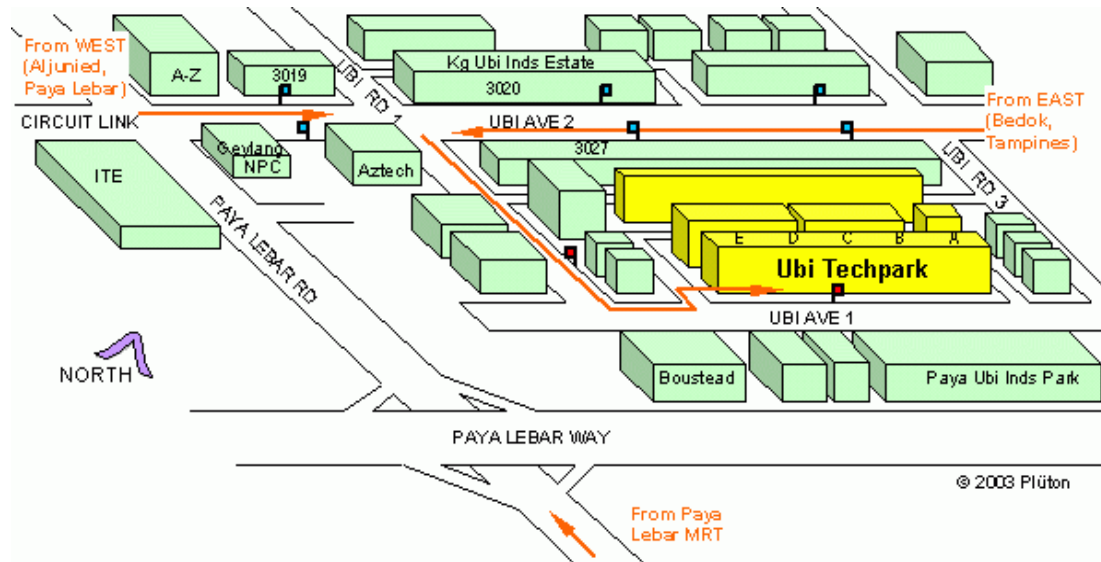 From WEST
(Aljunied,
Paya Lebar)
A-Z
3019
UBI RD
Kg Ubi Inds Estate
3020
From EAST
(Bedok,
Tampines)
CIRCUIT LINK
UBI AVE 2
Geylang
NPC
Aztech
3027
UBI RD 3
ITE
PAYA LEBAR RD
E D C B A
Ubi Techpark
UBI AVE 1
NORTH
Boustead
Paya Ubi Inds Park
PAYA LEBAR WAY
© 2003 Plüton
From Paya
Lebar MRT